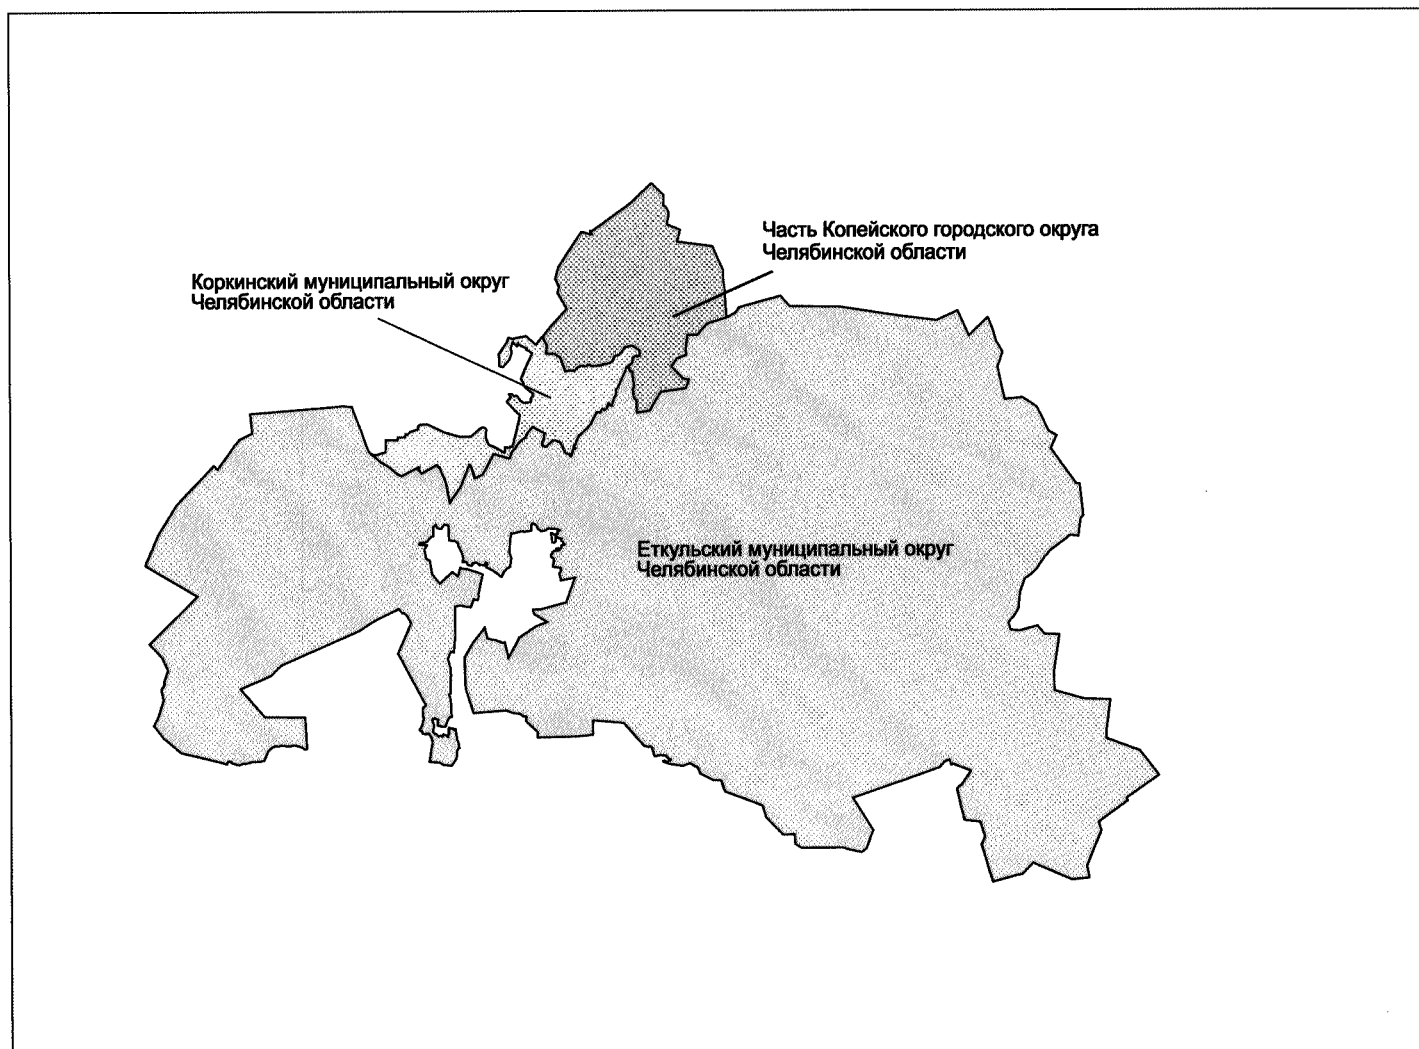 Часть Копейского городского округа
Челябинской области
Коркинский муниципальный округ
Челябинской области
Еткульский муниципальный округ
Челябинской области